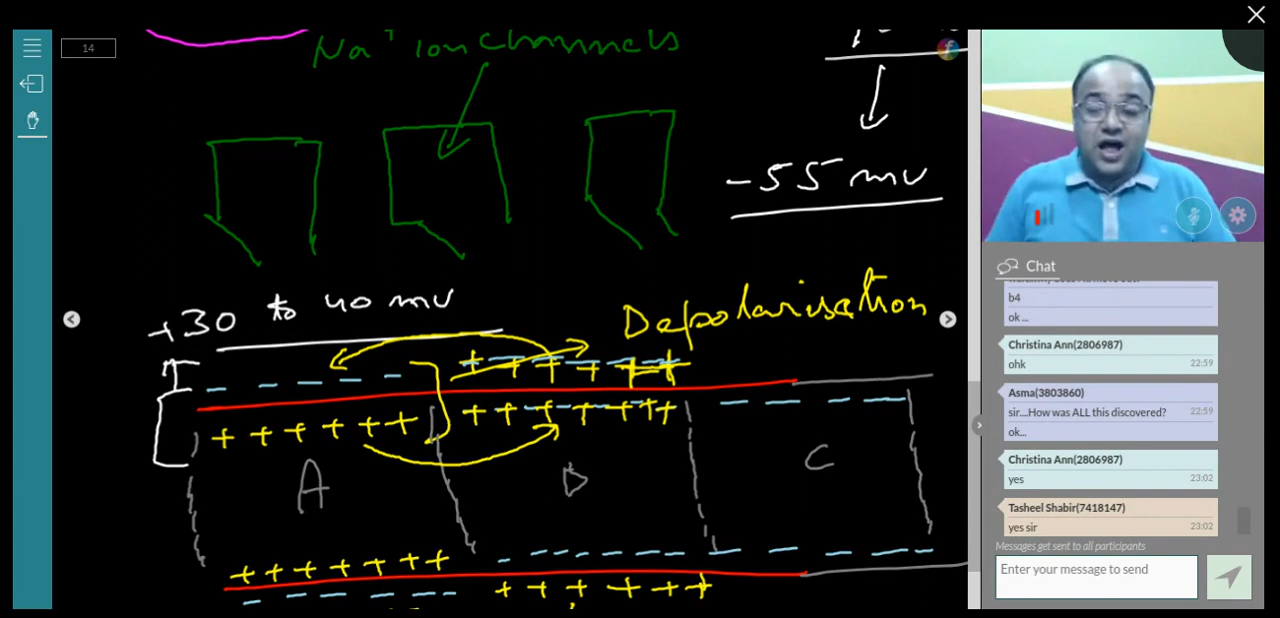 14
Na+ ion channels
-55 mv
+30 to 40 mv
Depolarisation
A
B
C
Chat
b4
ok ...
Christina Ann(2806987)
ohk 22:59
Asma(3803860)
sir...How was ALL this discovered? 22:59
ok...
Christina Ann(2806987)
yes 23:02
Tasheel Shabir(7418147)
yes sir 23:02
Messages get sent to all participants
Enter your message to send